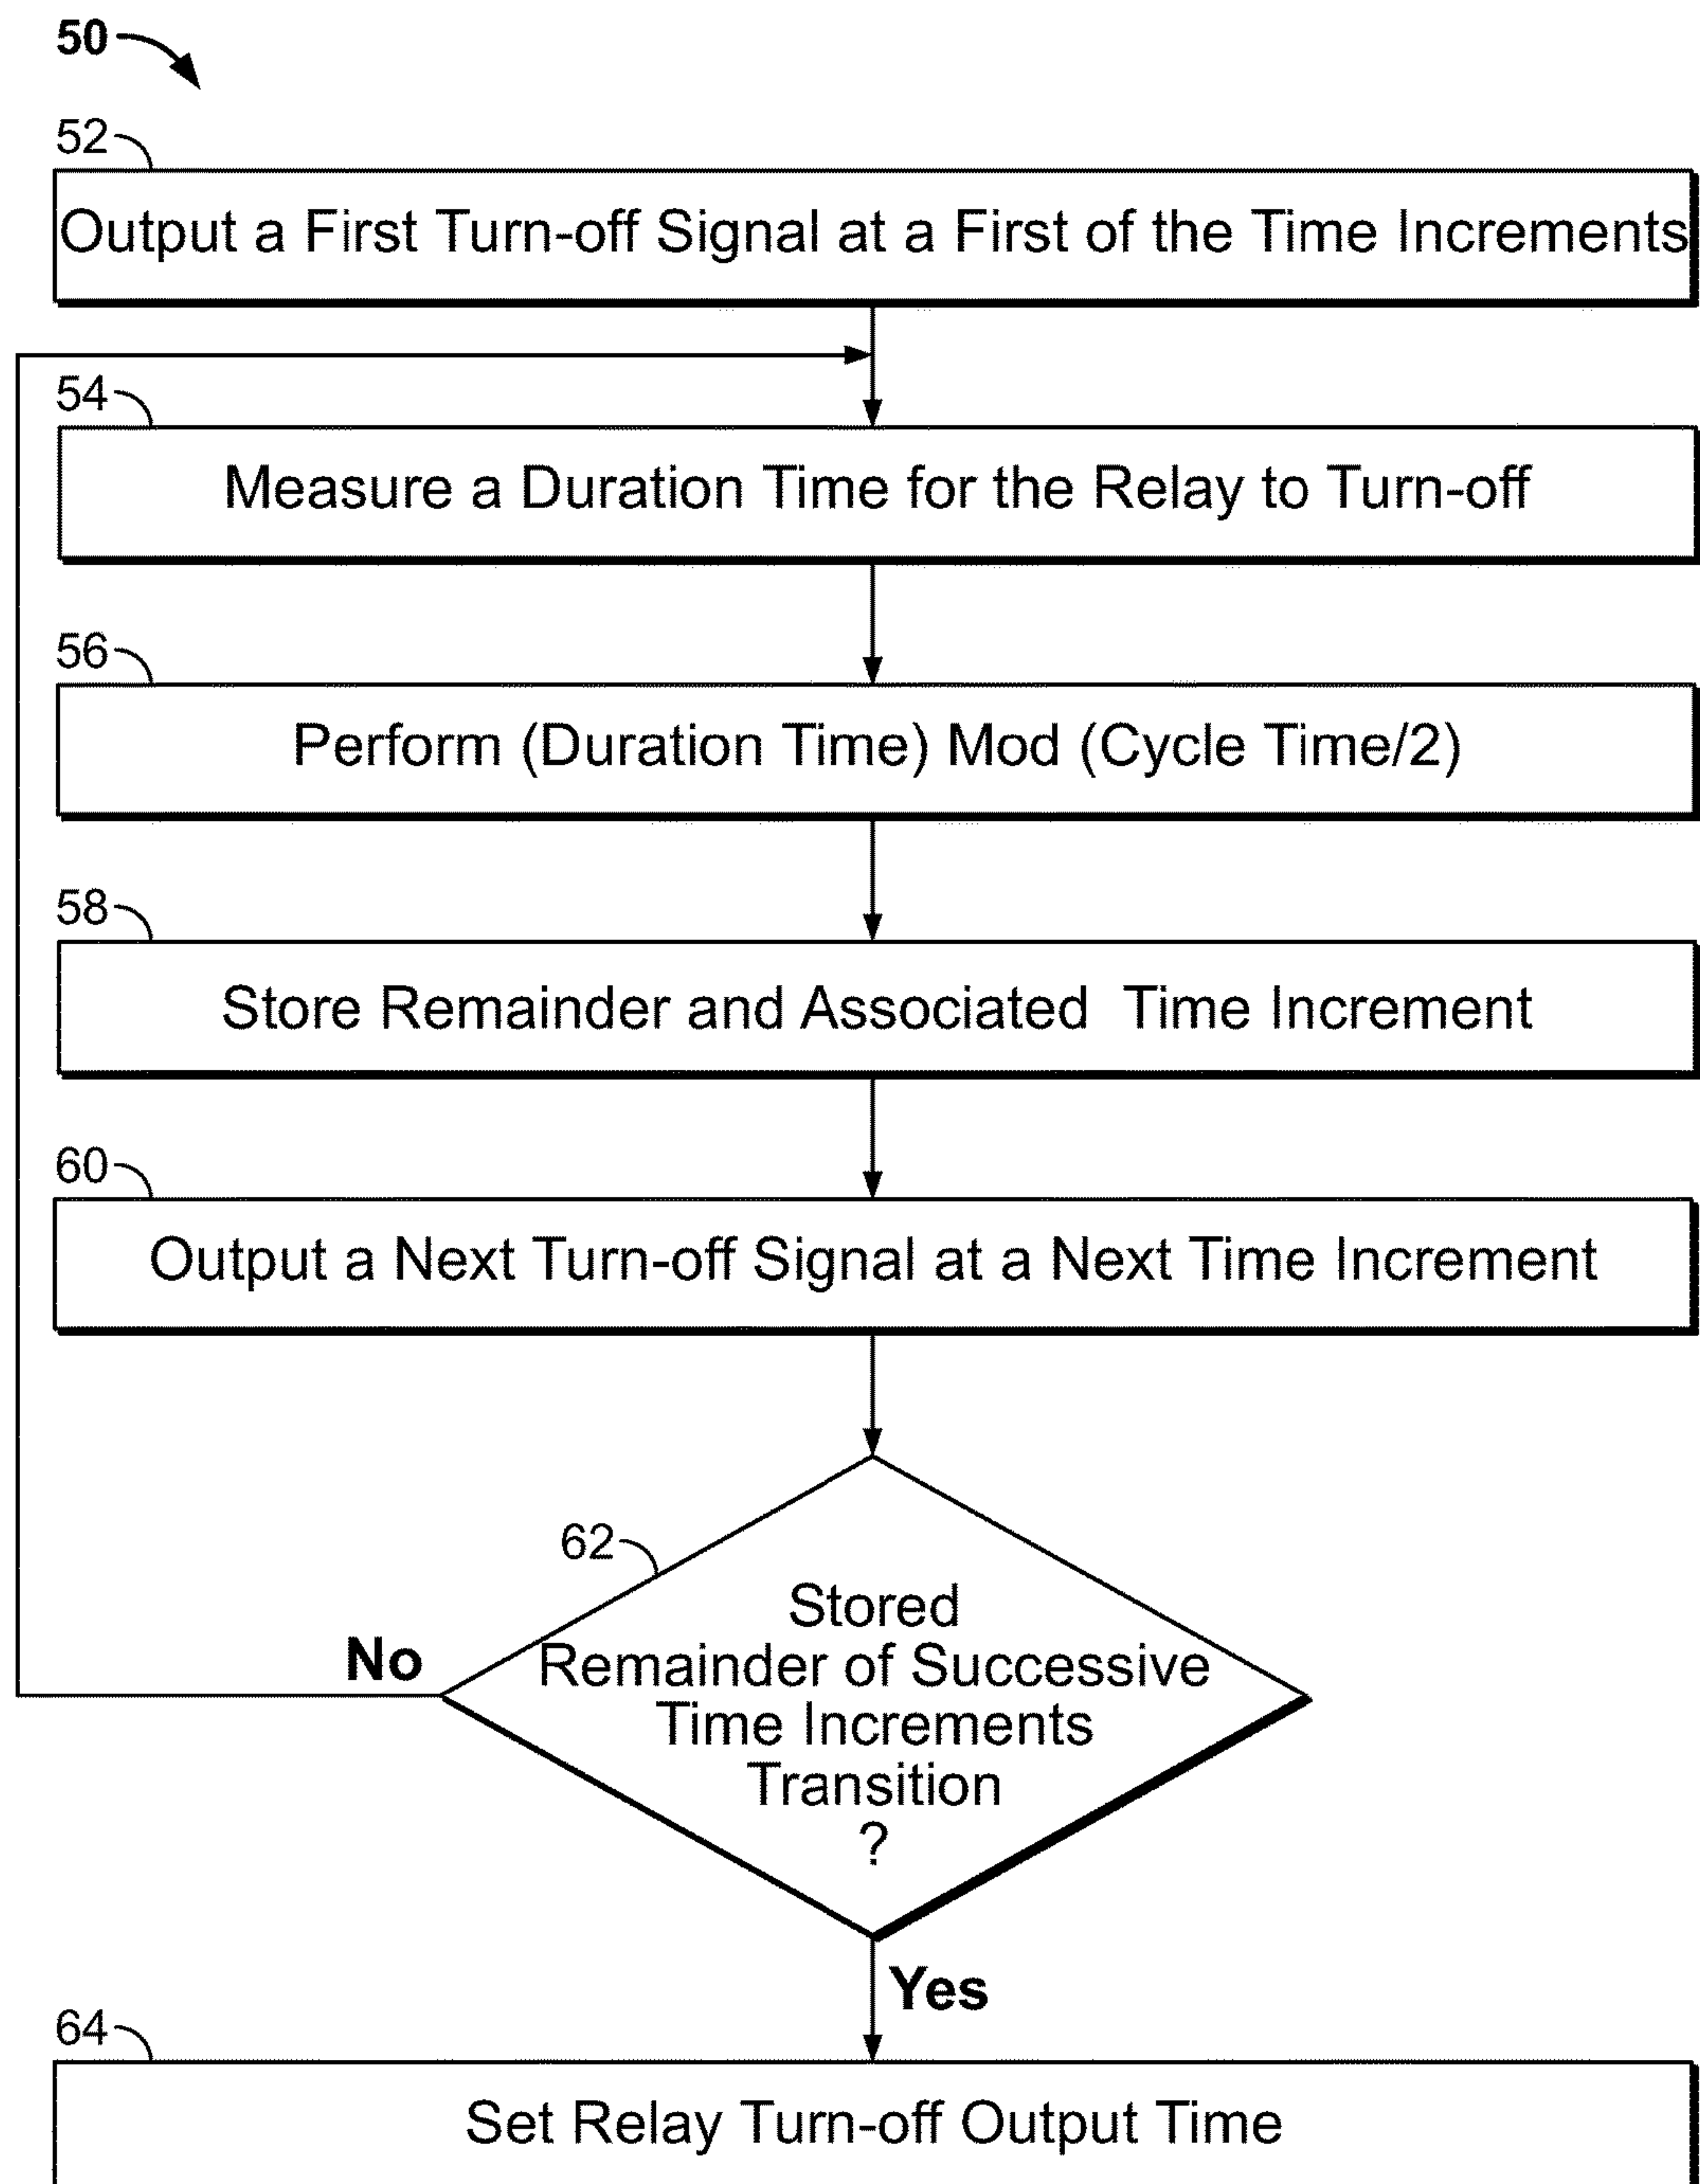 50
52
Output a First Turn-off Signal at a First of the Time Increments
54
Measure a Duration Time for the Relay to Turn-off
56
Perform (Duration Time) Mod (Cycle Time/2)
58
Store Remainder and Associated Time Increment
60
Output a Next Turn-off Signal at a Next Time Increment
62
Stored
Remainder of Successive
Time Increments
Transition
?
No
Yes
64
Set Relay Turn-off Output Time